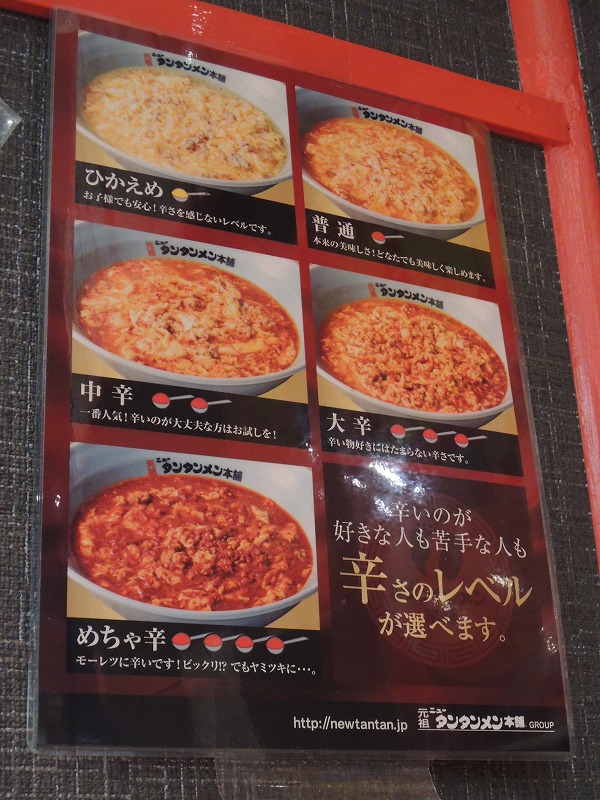 元祖 ニュータンタンメン本舗
ひかえめ
お子様でも安心!辛さを感じないレベルです。
元祖 ニュータンタンメン本舗
普通
本来の美味しさ!どなたでも美味しく楽しめます。
元祖 ニュータンタンメン本舗
中辛
一番人気!辛いのが大丈夫な方はお試しを!
元祖 ニュータンタンメン本舗
大辛
辛い物好きにはたまらない辛さです。
元祖 ニュータンタンメン本舗
めちゃ辛
モーレツに辛いです!ビックリ!?でもヤミツキに・・・。
辛いのが
好きな人も苦手な人も
辛さのレベル
が選べます。
http://newtantan.jp 元祖 ニュータンタンメン本舗 GROUP